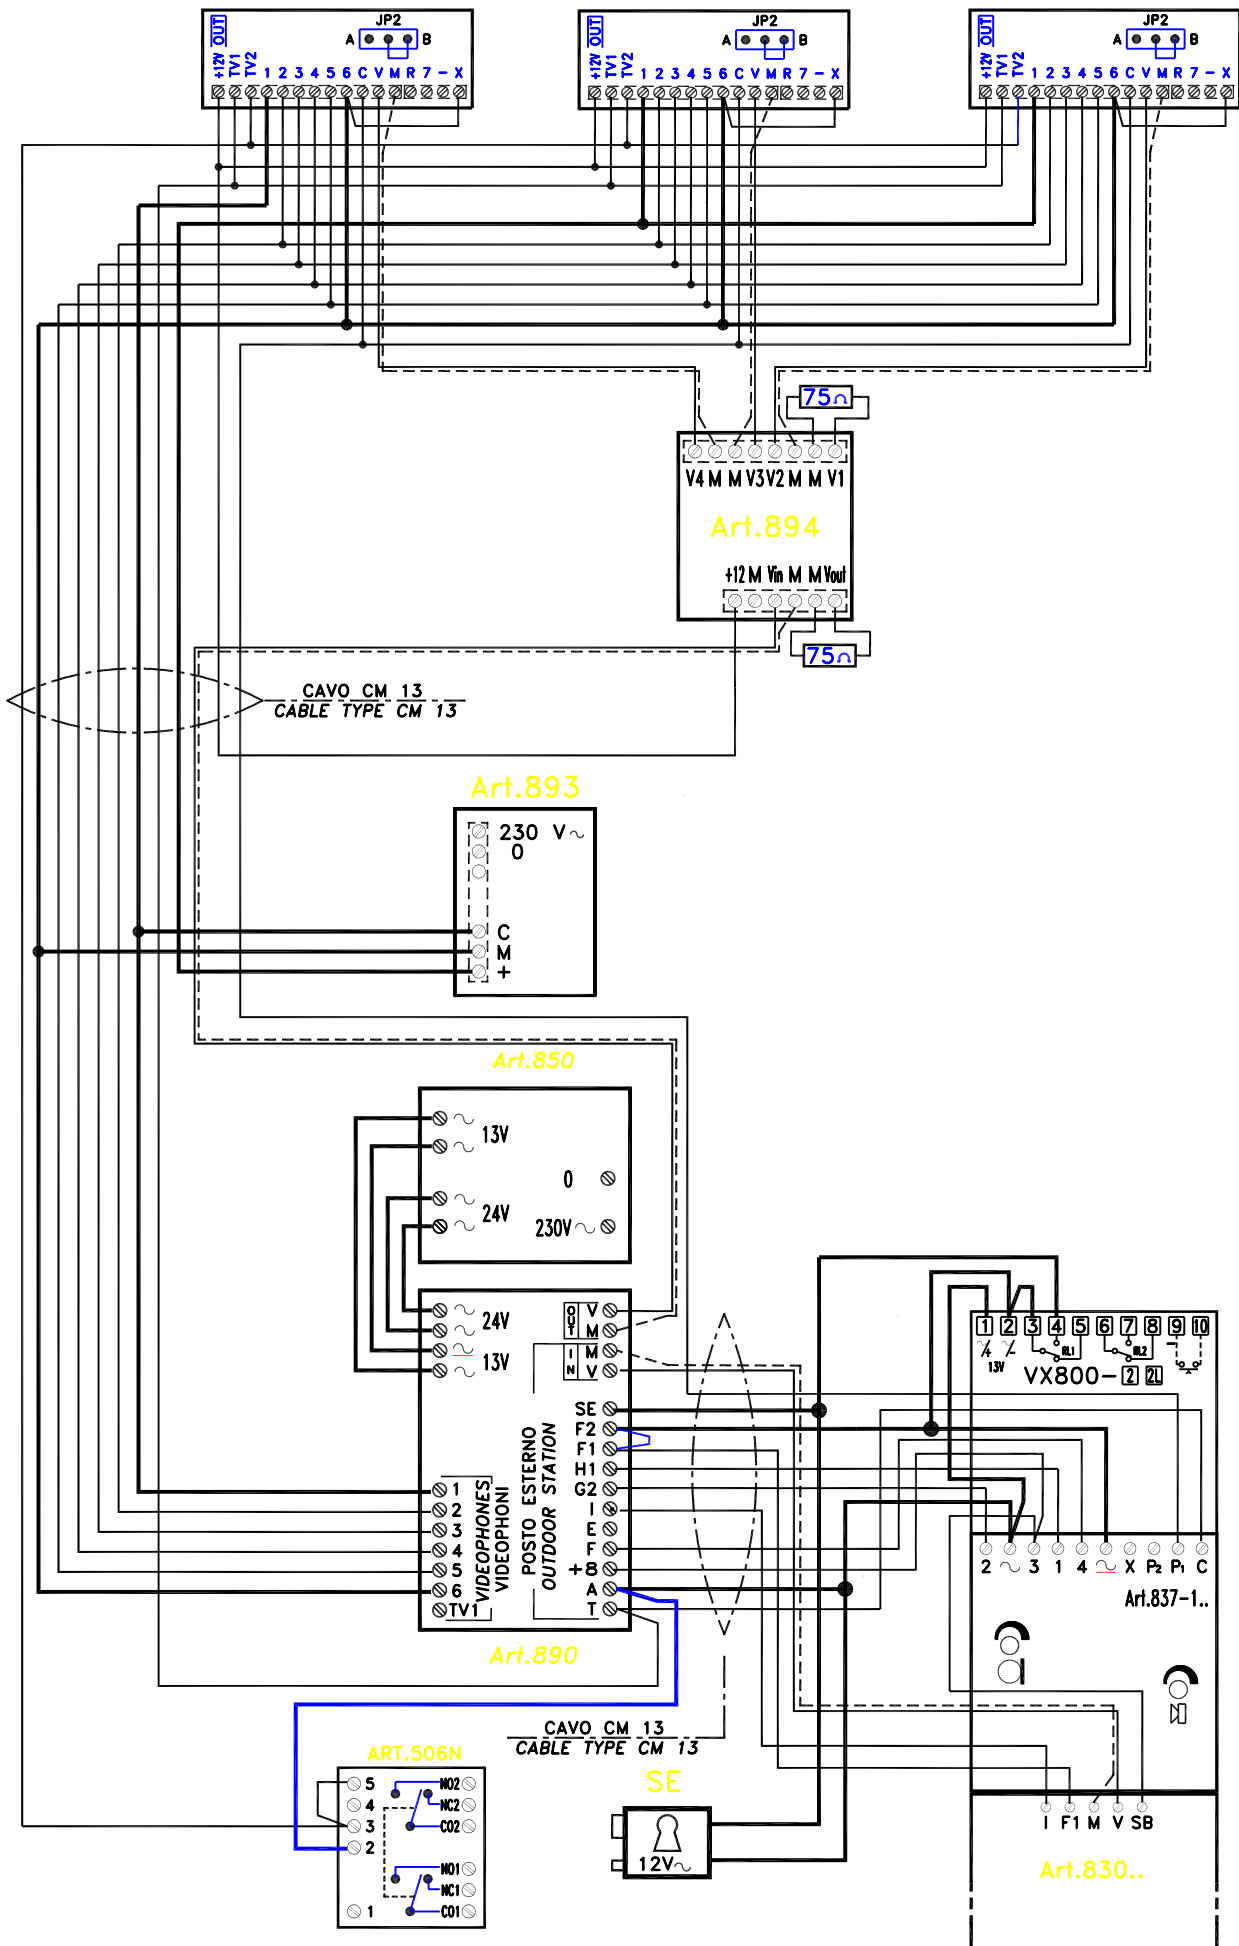 JP2
A B
+12V OUT TV1 TV2 1 2 3 4 5 6 C V M R 7 - X
JP2
A B
+12V OUT TV1 TV2 1 2 3 4 5 6 C V M R 7 - X
JP2
A B
+12V OUT TV1 TV2 1 2 3 4 5 6 C V M R 7 - X
75Ω
V4 M M V3 V2 M M V1
Art.894
+12 M Vin M M Vout
75Ω
CAVO CM 13
CABLE TYPE CM 13
Art.893
230 V~
0
C
M
+
Art.850
~ 13V
~
0
~ 24V
~
230V~
~ 24V
~
~ 13V
~
OUT V
M
IN M
V
SE
F2
F1
H1
G2
I
E
F
+8
A
T
POSTO ESTERNO
OUTDOOR STATION
1
2
3
4
5
6
TV1
VIDEOPHONES
VIDEOPHONI
Art.890
1 2 3 4 5 6 7 8 9 10
~/+ ~/- RL1 RL2 -
13V
VX800- 2 2L
2 ~ 3 1 4 ~ X P2 P1 C
Art.837-1..
CAVO CM 13
CABLE TYPE CM 13
SE
12V~
I F1 M V SB
Art.830..
ART.506N
5 NO2
4 NC2
3 CO2
2
NO1
NC1
1 CO1